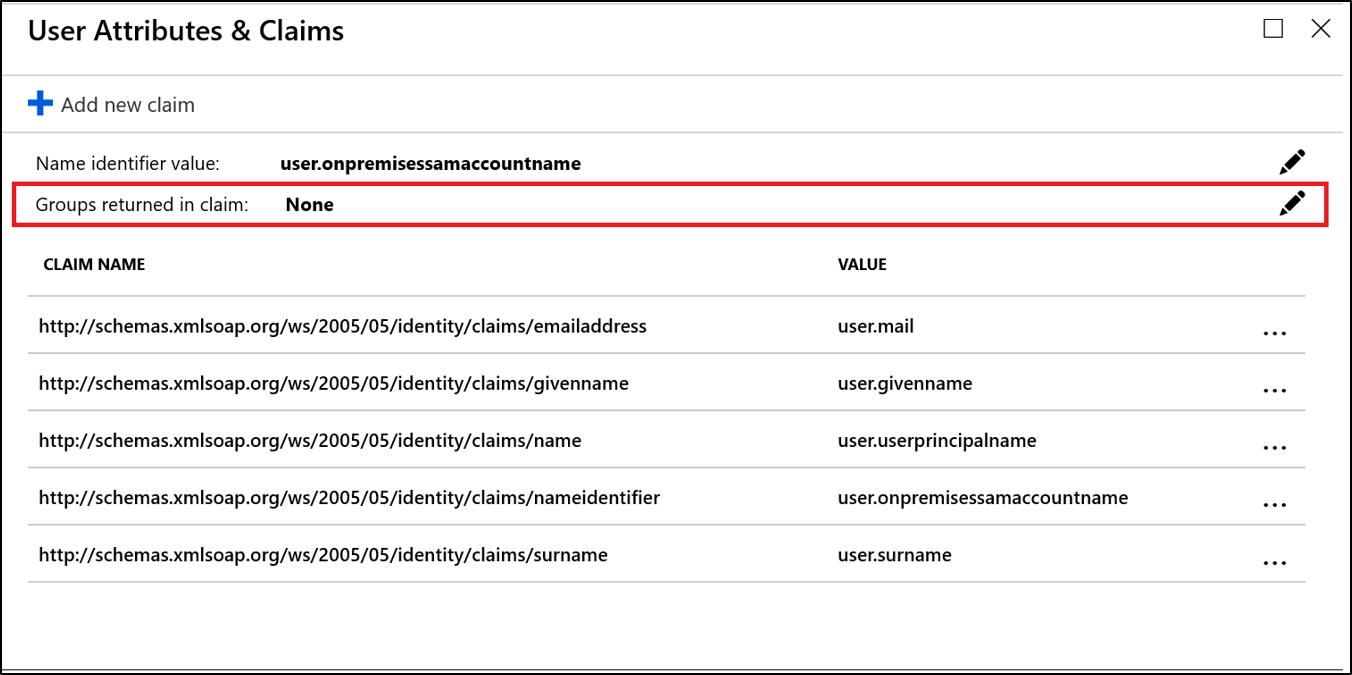 User Attributes & Claims
Add new claim
Name identifier value: user.onpremisessamaccountname
Groups returned in claim: None
CLAIM NAME VALUE
http://schemas.xmlsoap.org/ws/2005/05/identity/claims/emailaddress user.mail ...
http://schemas.xmlsoap.org/ws/2005/05/identity/claims/givenname user.givenname ...
http://schemas.xmlsoap.org/ws/2005/05/identity/claims/name user.userprincipalname ...
http://schemas.xmlsoap.org/ws/2005/05/identity/claims/nameidentifier user.onpremisessamaccountname ...
http://schemas.xmlsoap.org/ws/2005/05/identity/claims/surname user.surname ...